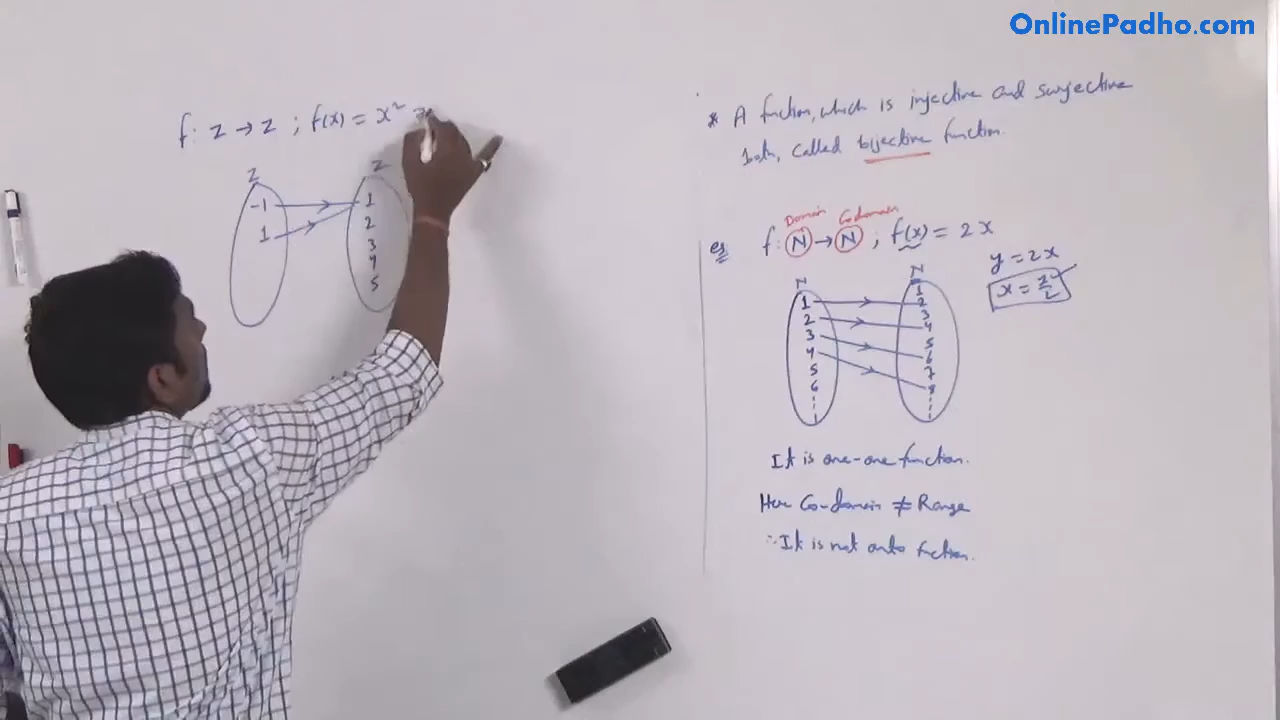 OnlinePadho.com
f: Z → Z ; f(x) = x²
Z Z
-1 1
1 2
3
4
5
* A fnction, which is injective and surjective
both, called bijective function.
Domain Codomain
eg f: N → N ; f(x) = 2x
y = 2x
x = y/2
N N
1 1
2 2
3 3
4 4
5 5
6 6
7
8
It is one-one function.
Here Co-domain ≠ Range
∴ It is not onto fnction.